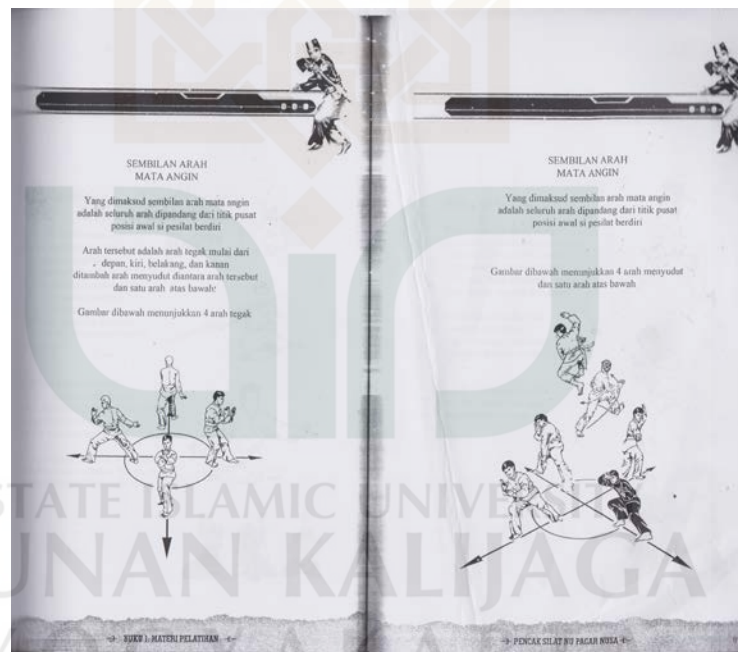 SEMBILAN ARAH
MATA ANGIN
Yang dimaksud sembilan arah mata angin
adalah seluruh arah dipandang dari titik pusat
posisi awal si pesilat berdiri
Arah tersebut adalah arah tegak mulai dari
depan, kiri, belakang, dan kanan
ditambah arah menyudut diantara arah tersebut
dan satu arah atas bawah:
Gambar dibawah menunjukkan 4 arah tegak
BUKU I: MATERI PELATIHAN
SEMBILAN ARAH
MATA ANGIN
Yang dimaksud sembilan arah mata angin
adalah seluruh arah dipandang dari titik pusat
posisi awal si pesilat berdiri
Gambar dibawah menunjukkan 4 arah menyudut
dan satu arah atas bawah
PENCAK SILAT NU PAGAR NUSA
STATE ISLAMIC UNIVERSITY
SUNAN KALIJAGA